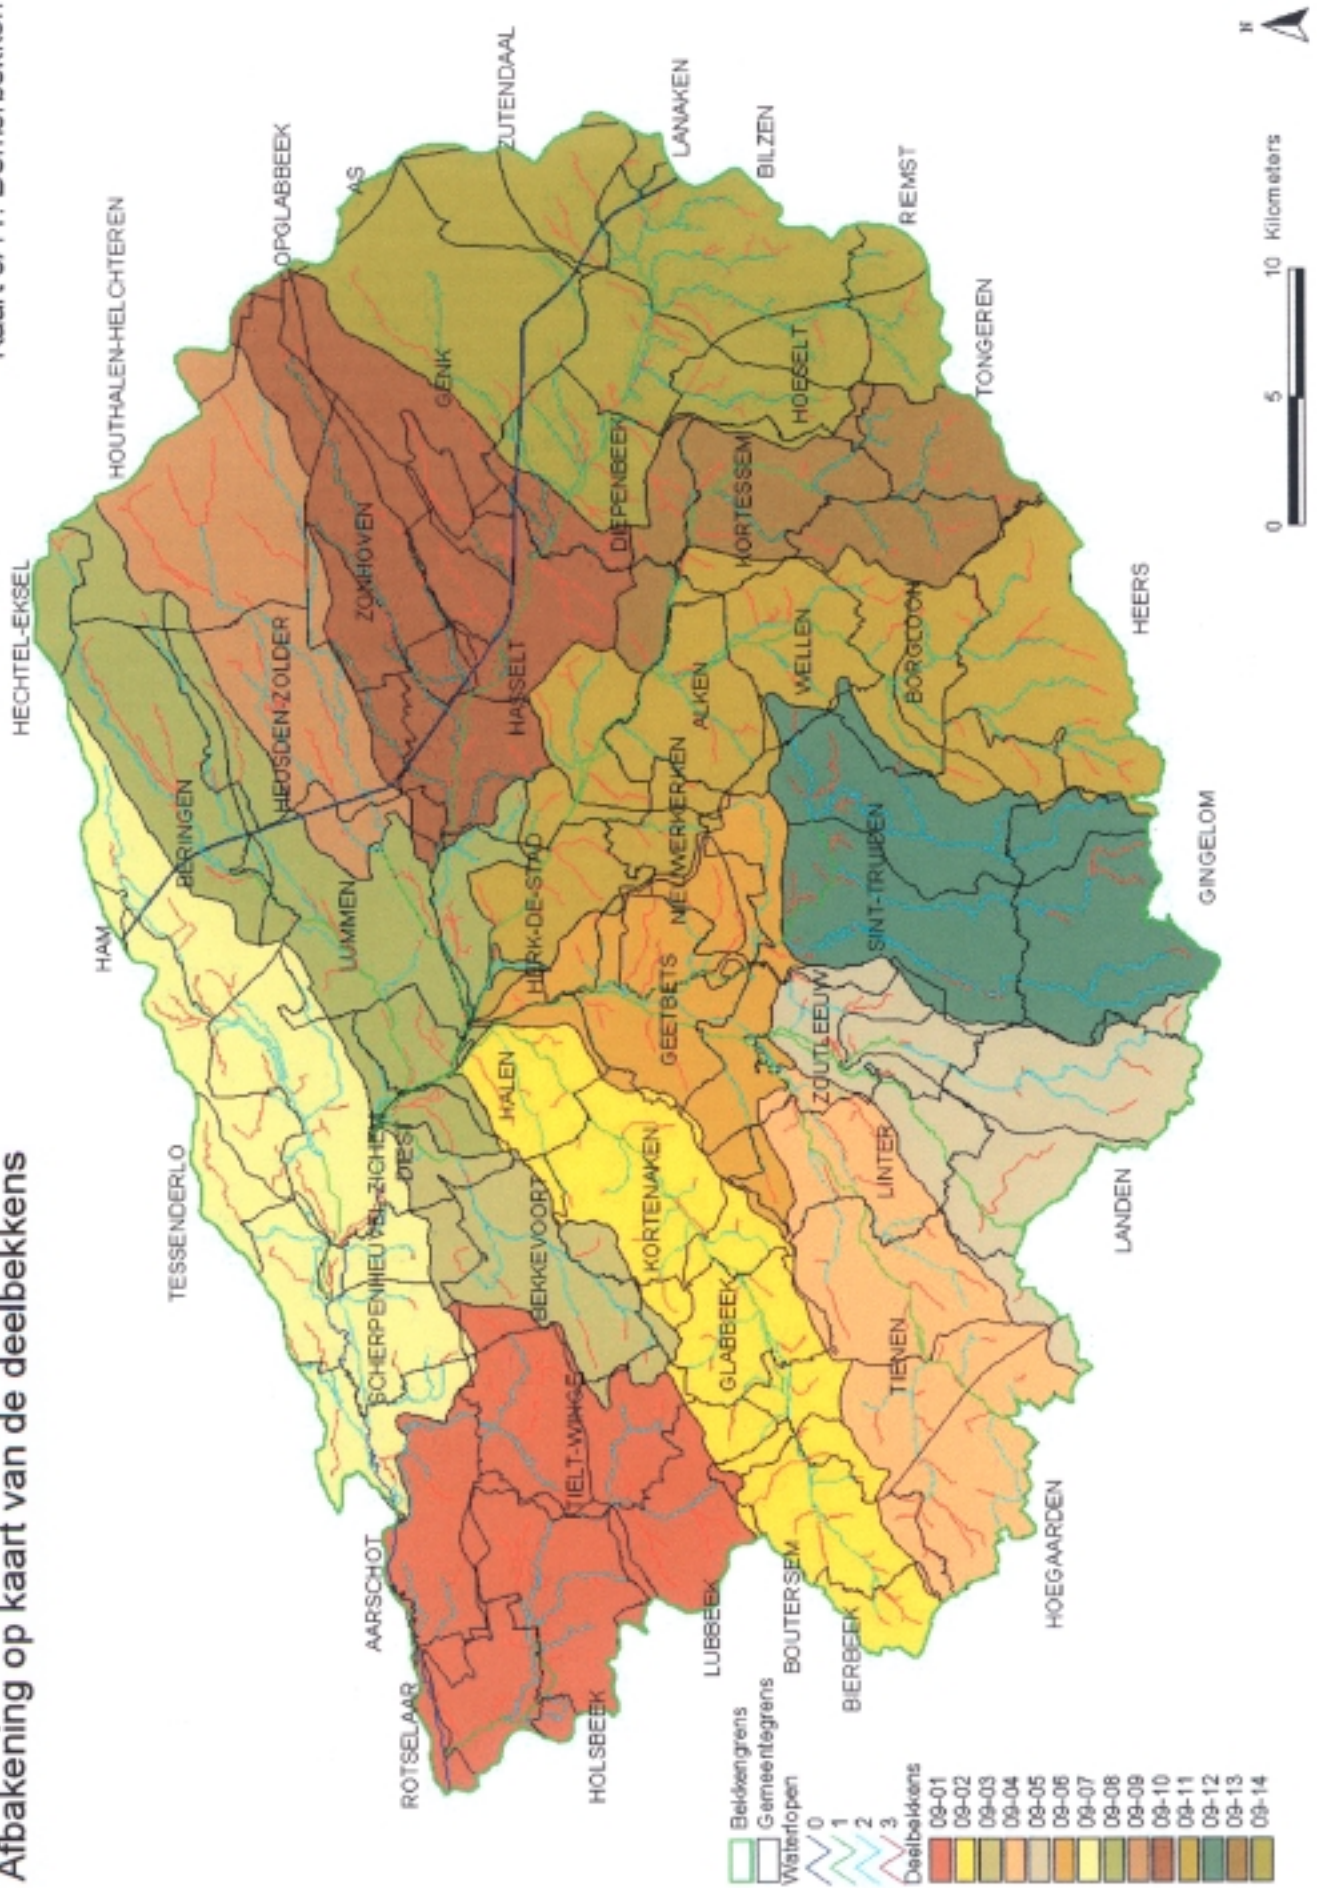 Afbakening op kaart van de deelbekkens
HECHTEL-EKSEL
HOUTHALEN-HELCHTEREN
OPGLABBEEK
AS
ZUTENDAAL
LANAKEN
BILZEN
RIEMST
TONGEREN
HEERS
GINGELOM
LANDEN
HOEGAARDEN
BIERBEEK
BOUTERSEM
LUBBEEK
HOLSBEEK
ROTSELAAR
AARSCHOT
TESSENDERLO
HAM
BERINGEN
HEUSDEN-ZOLDER
ZONHOVEN
GENK
LUMMEN
HASSELT
DIEPENBEEK
HOESELT
KORTESSEM
WELLEN
BORGLOON
ALKEN
NIEUWERKERKEN
HERK-DE-STAD
SINT-TRUIDEN
GEETBETS
ZOUTLEEUW
HALEN
DIEST
SCHERPENHEUVEL-ZICHEM
BEKKEVOORT
KORTENAKEN
LINTER
GLABBEEK
TIENEN
TIELT-WINGE
Bekkengrens
Gemeentegrens
Waterlopen
0
1
2
3
Deelbekkens
09-01
09-02
09-03
09-04
09-05
09-06
09-07
09-08
09-09
09-10
09-11
09-12
09-13
09-14
0 5 10 Kilometers
N